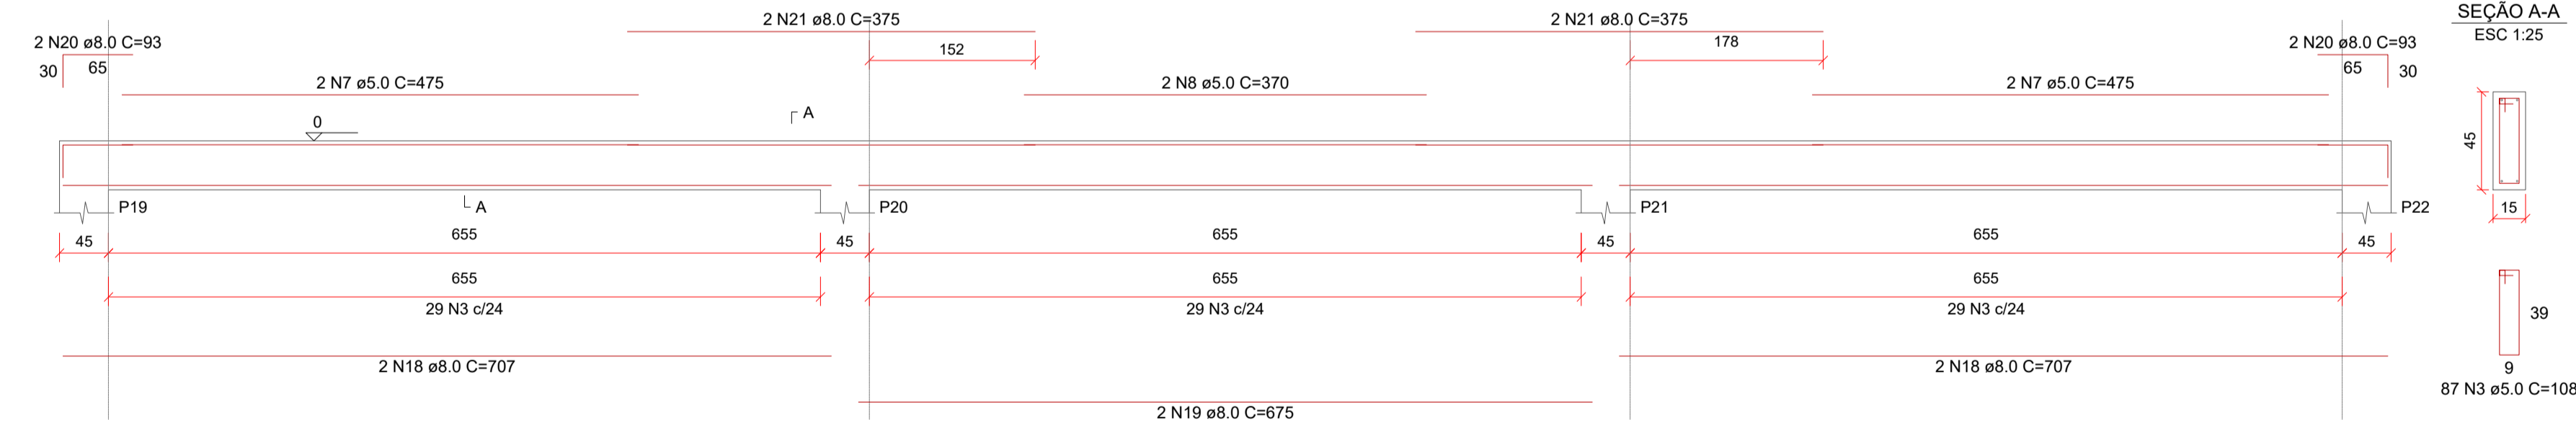 2 N21 ø8.0 C=375
2 N21 ø8.0 C=375
SEÇÃO A-A
ESC 1:25
2 N20 ø8.0 C=93
30
65
152
178
2 N20 ø8.0 C=93
65
30
2 N7 ø5.0 C=475
2 N8 ø5.0 C=370
2 N7 ø5.0 C=475
A
0
45
15
P19
A
P20
P21
P22
45
655
45
655
45
655
45
655
655
655
29 N3 c/24
29 N3 c/24
29 N3 c/24
39
9
87 N3 ø5.0 C=108
2 N18 ø8.0 C=707
2 N18 ø8.0 C=707
2 N19 ø8.0 C=675